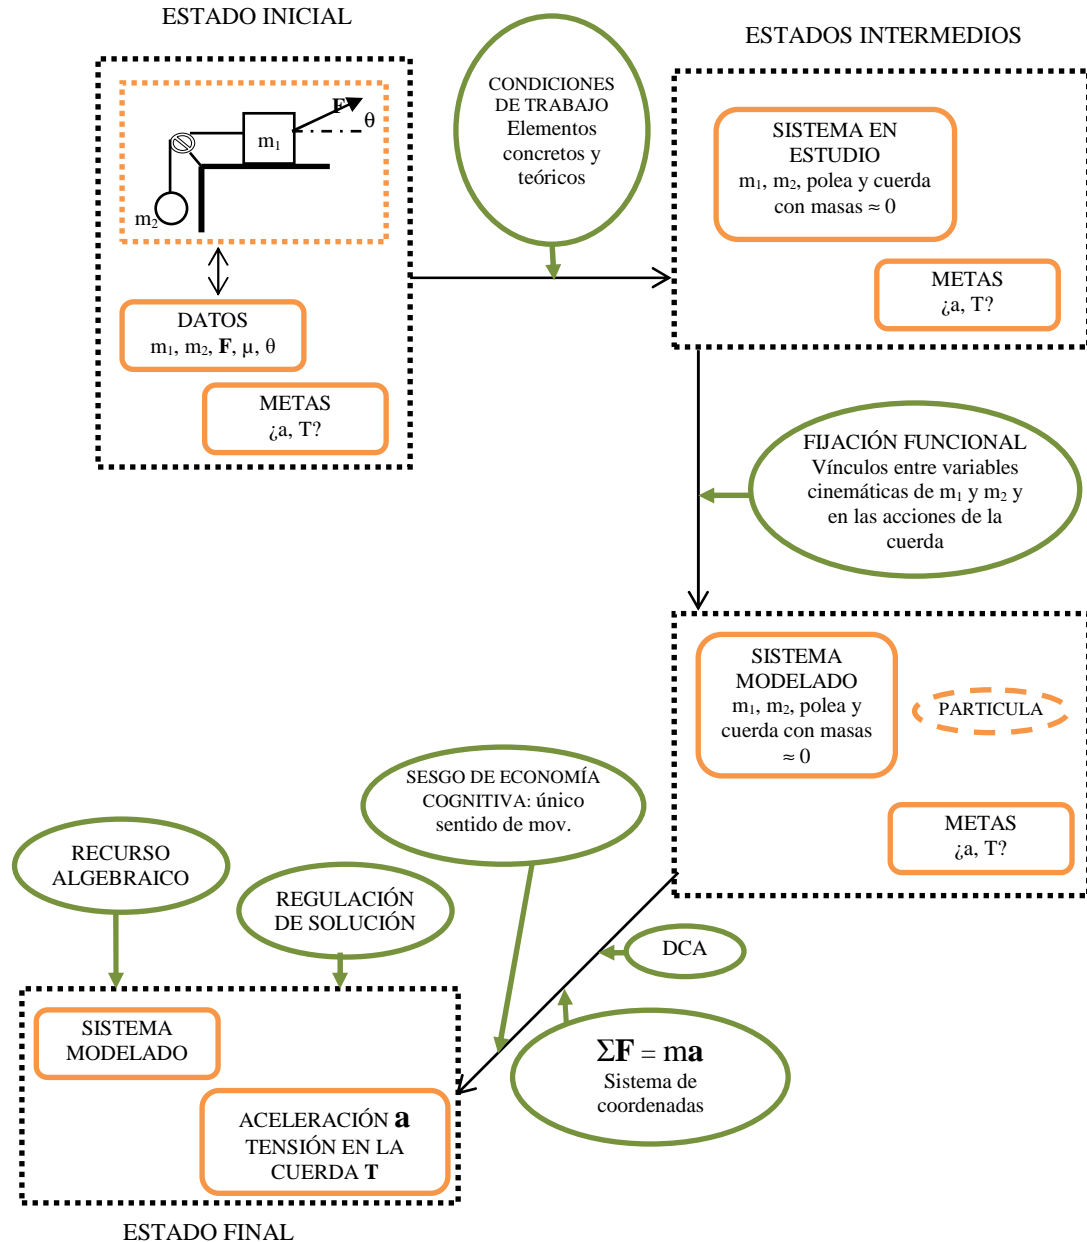 ESTADO INICIAL
F
θ
m₁
m₂
DATOS
m₁, m₂, F, µ, θ
METAS
¿a, T?
CONDICIONES
DE TRABAJO
Elementos
concretos y
teóricos
ESTADOS INTERMEDIOS
SISTEMA EN
ESTUDIO
m₁, m₂, polea y cuerda
con masas ≈ 0
METAS
¿a, T?
FIJACIÓN FUNCIONAL
Vínculos entre variables
cinemáticas de m₁ y m₂ y
en las acciones de la
cuerda
SISTEMA
MODELADO
m₁, m₂, polea y
cuerda con masas
≈ 0
PARTICULA
METAS
¿a, T?
SESGO DE ECONOMÍA
COGNITIVA: único
sentido de mov.
DCA
ΣF = ma
Sistema de
coordenadas
RECURSO
ALGEBRAICO
REGULACIÓN
DE SOLUCIÓN
SISTEMA
MODELADO
ACELERACIÓN a
TENSIÓN EN LA
CUERDA T
ESTADO FINAL